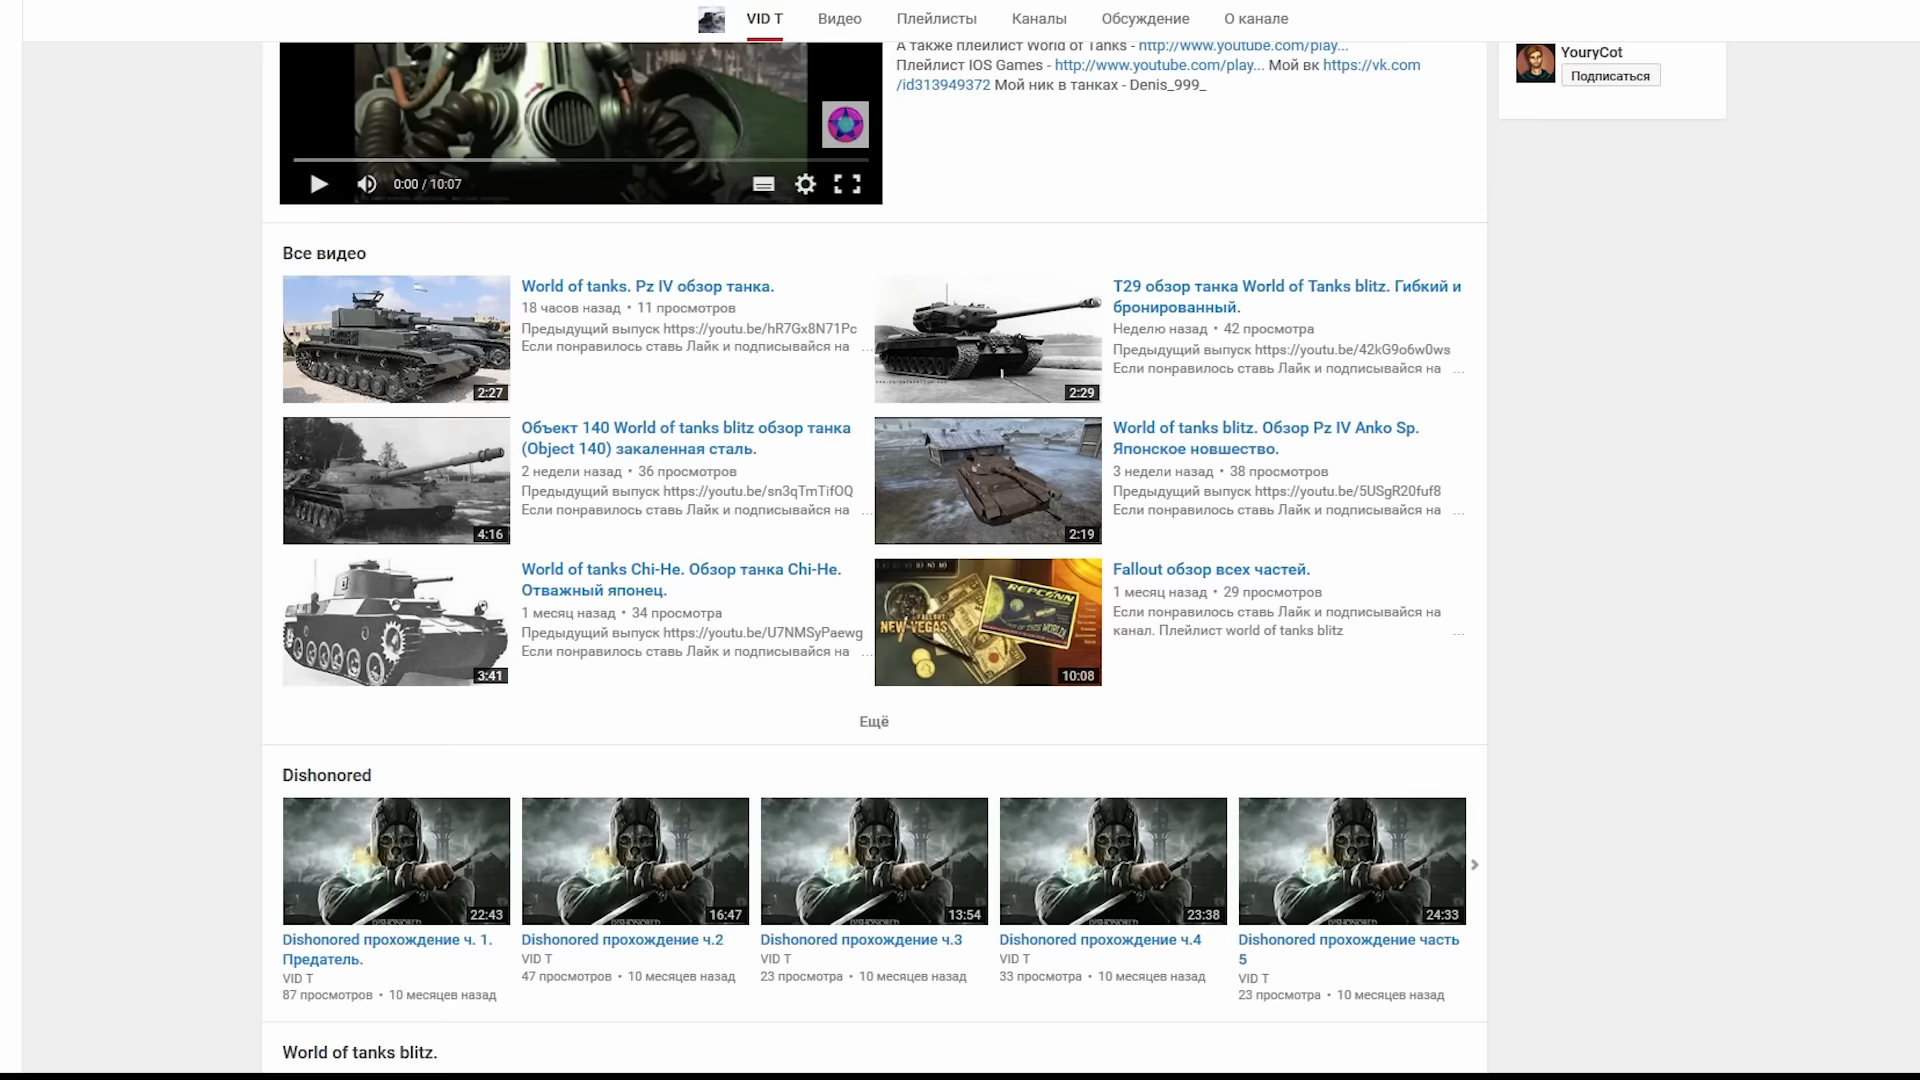 VID T Видео Плейлисты Каналы Обсуждение О канале
А также плейлист World of Tanks - http://www.youtube.com/play...
Плейлист IOS Games - http://www.youtube.com/play... Мой вк https://vk.com
/id313949372 Мой ник в танках - Denis_999_
YouryCot
Подписаться
0:00 / 10:07
Все видео
World of tanks. Pz IV обзор танка.
18 часов назад • 11 просмотров
Предыдущий выпуск https://youtu.be/hR7Gx8N71Pc
Если понравилось ставь Лайк и подписывайся на ...
2:27
T29 обзор танка World of Tanks blitz. Гибкий и
бронированный.
Неделю назад • 42 просмотра
Предыдущий выпуск https://youtu.be/42kG9o6w0ws
Если понравилось ставь Лайк и подписывайся на ...
2:29
Объект 140 World of tanks blitz обзор танка
(Object 140) закаленная сталь.
2 недели назад • 36 просмотров
Предыдущий выпуск https://youtu.be/sn3qTmTifOQ
Если понравилось ставь Лайк и подписывайся на ...
4:16
World of tanks blitz. Обзор Pz IV Anko Sp.
Японское новшество.
3 недели назад • 38 просмотров
Предыдущий выпуск https://youtu.be/5USgR20fuf8
Если понравилось ставь Лайк и подписывайся на ...
2:19
World of tanks Chi-He. Обзор танка Chi-He.
Отважный японец.
1 месяц назад • 34 просмотра
Предыдущий выпуск https://youtu.be/U7NMSyPaewg
Если понравилось ставь Лайк и подписывайся на ...
3:41
FALLOUT
NEW-VEGAS
REPCONN
OUT OF THIS WORLD!
10:08
Fallout обзор всех частей.
1 месяц назад • 29 просмотров
Если понравилось ставь Лайк и подписывайся на
канал. Плейлист world of tanks blitz ...
Ещё
Dishonored
22:43
16:47
13:54
23:38
24:33
Dishonored прохождение ч. 1.
Предатель.
VID T
87 просмотров • 10 месяцев назад
Dishonored прохождение ч.2
VID T
47 просмотров • 10 месяцев назад
Dishonored прохождение ч.3
VID T
23 просмотра • 10 месяцев назад
Dishonored прохождение ч.4
VID T
33 просмотра • 10 месяцев назад
Dishonored прохождение часть
5
VID T
23 просмотра • 10 месяцев назад
World of tanks blitz.